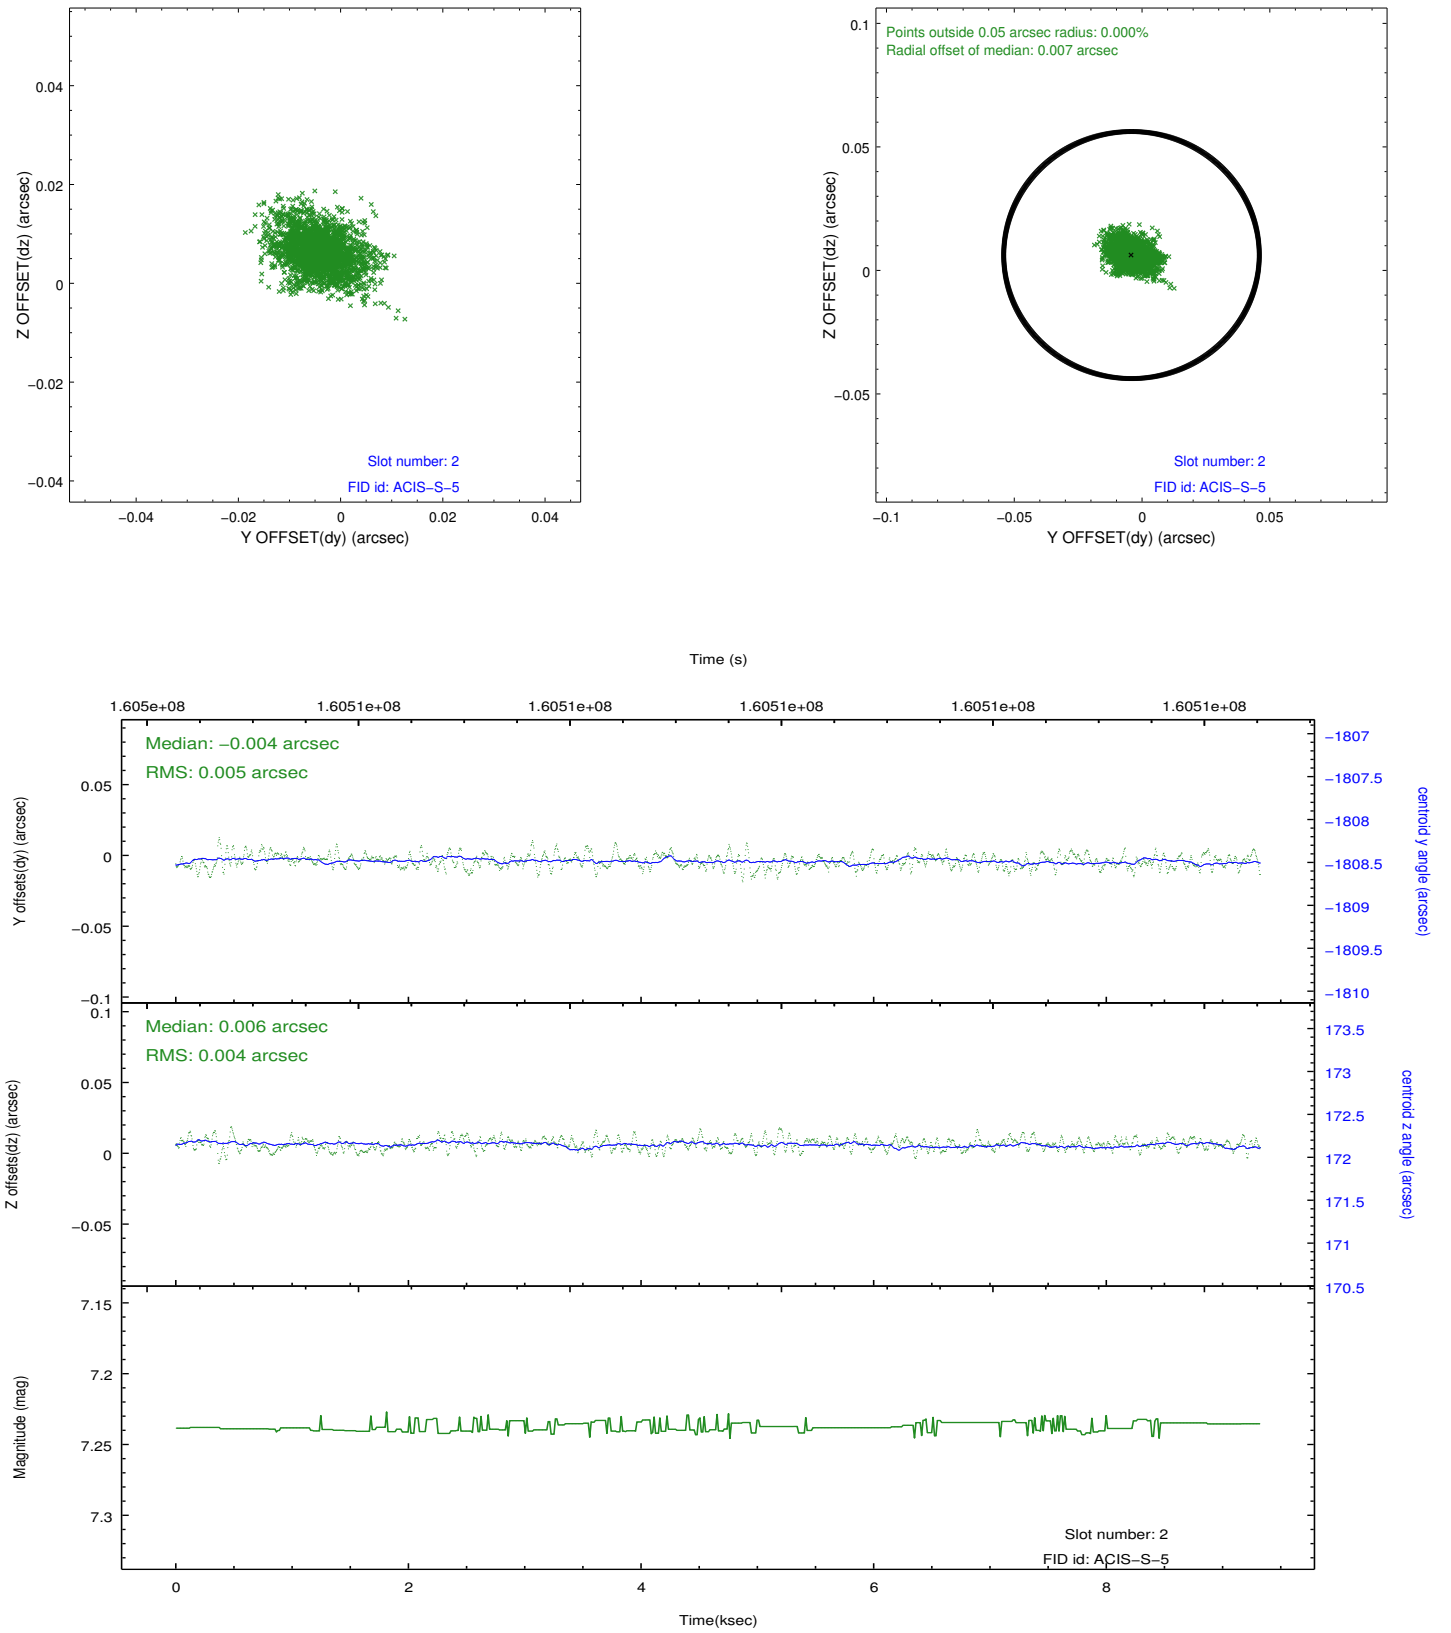 0.04
0.02
0
−0.02
−0.04
Z OFFSET(dz) (arcsec)
Slot number: 2
FID id: ACIS−S−5
−0.04
−0.02
0
0.02
0.04
Y OFFSET(dy) (arcsec)
Points outside 0.05 arcsec radius: 0.000%
Radial offset of median: 0.007 arcsec
0.1
0.05
0
−0.05
Z OFFSET(dz) (arcsec)
Slot number: 2
FID id: ACIS−S−5
−0.1
−0.05
0
0.05
Y OFFSET(dy) (arcsec)
Time (s)
1.605e+08
1.6051e+08
1.6051e+08
1.6051e+08
1.6051e+08
1.6051e+08
Median: −0.004 arcsec
RMS: 0.005 arcsec
0.05
0
−0.05
−0.1
Y offsets(dy) (arcsec)
−1807
−1807.5
−1808
−1808.5
−1809
−1809.5
−1810
centroid y angle (arcsec)
Median: 0.006 arcsec
RMS: 0.004 arcsec
0.1
0.05
0
−0.05
Z offsets(dz) (arcsec)
173.5
173
172.5
172
171.5
171
170.5
centroid z angle (arcsec)
7.15
7.2
7.25
7.3
Magnitude (mag)
Slot number: 2
FID id: ACIS−S−5
0
2
4
6
8
Time(ksec)